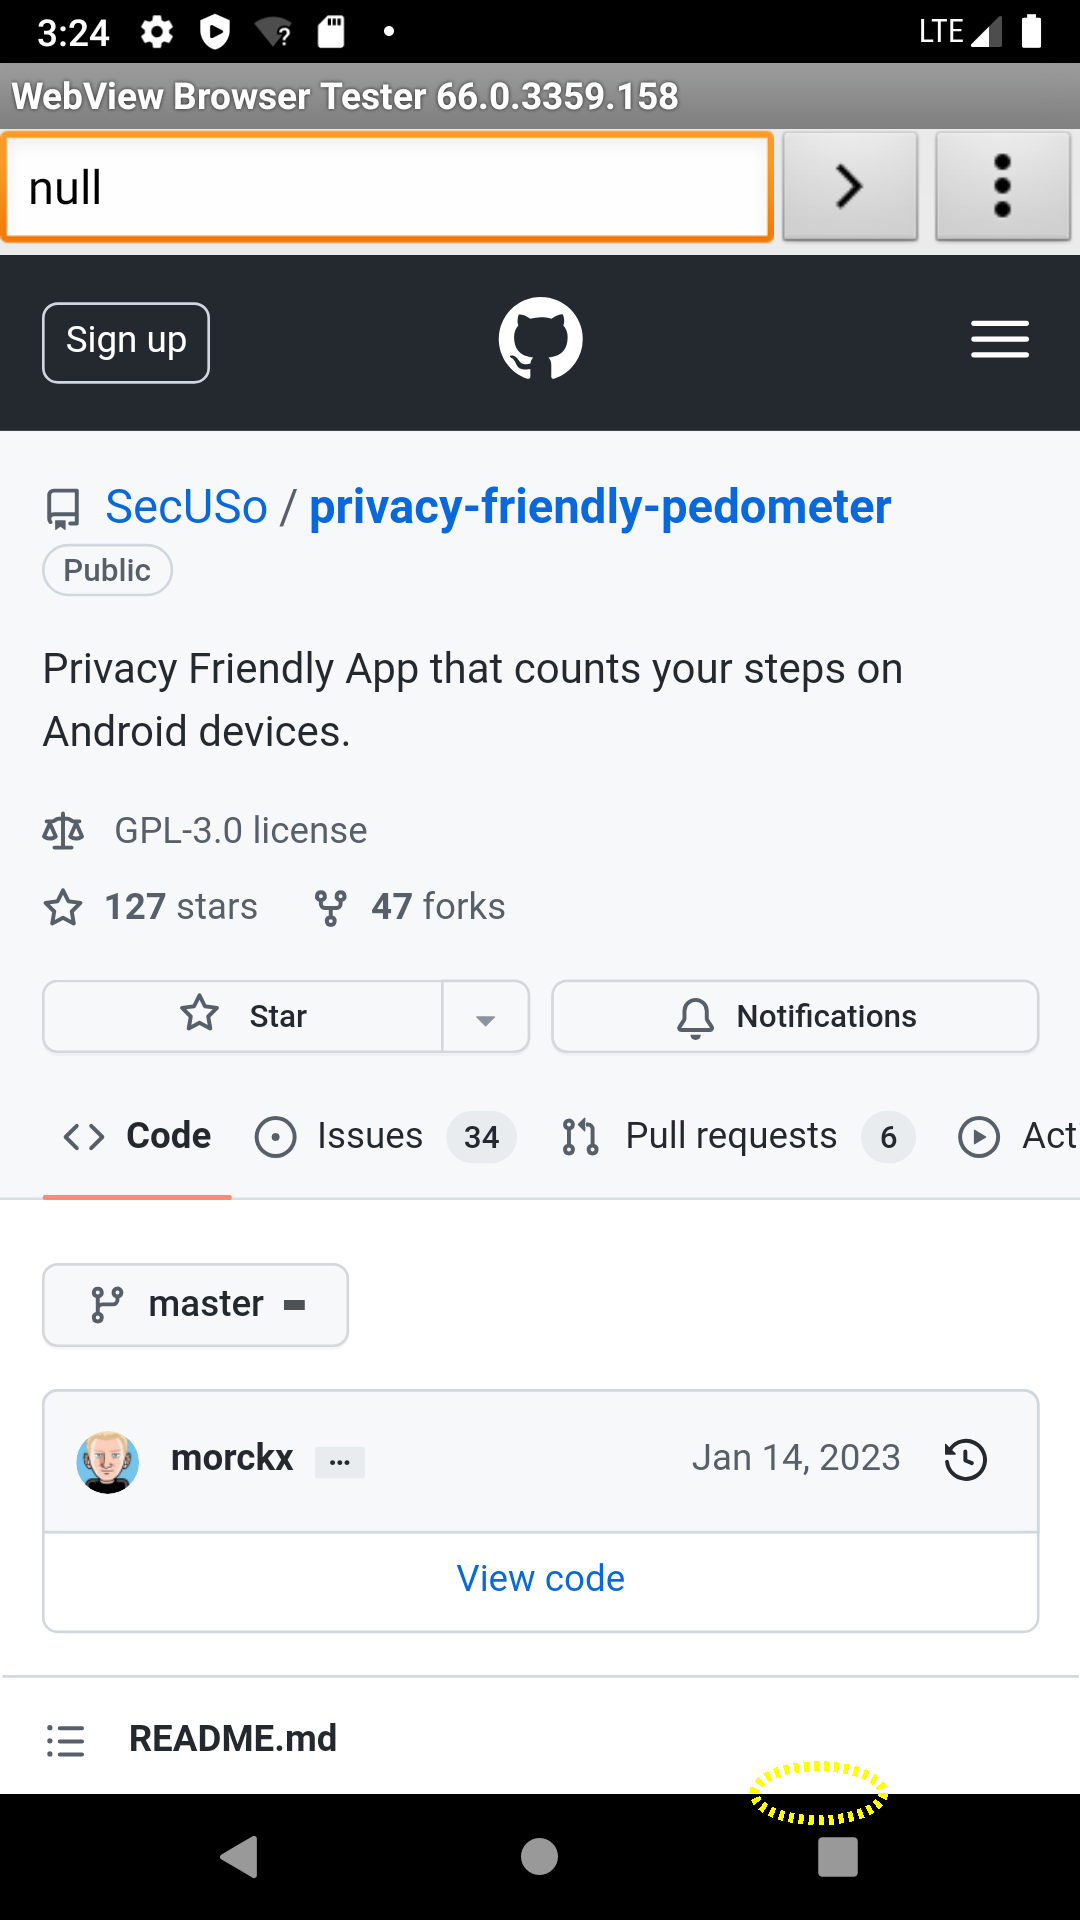 3:24
LTE
WebView Browser Tester 66.0.3359.158
null
Sign up
SecUSo / privacy-friendly-pedometer
Public
Privacy Friendly App that counts your steps on
Android devices.
GPL-3.0 license
127 stars 47 forks
Star Notifications
Code Issues 34 Pull requests 6 Act
master
morckx ... Jan 14, 2023
View code
README.md